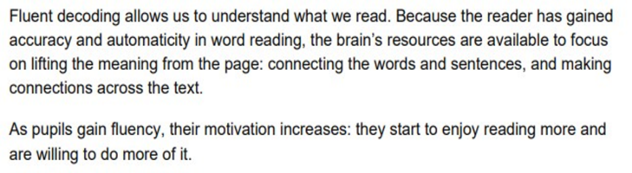 Fluent decoding allows us to understand what we read. Because the reader has gained
accuracy and automaticity in word reading, the brain's resources are available to focus
on lifting the meaning from the page: connecting the words and sentences, and making
connections across the text.
As pupils gain fluency, their motivation increases: they start to enjoy reading more and
are willing to do more of it.